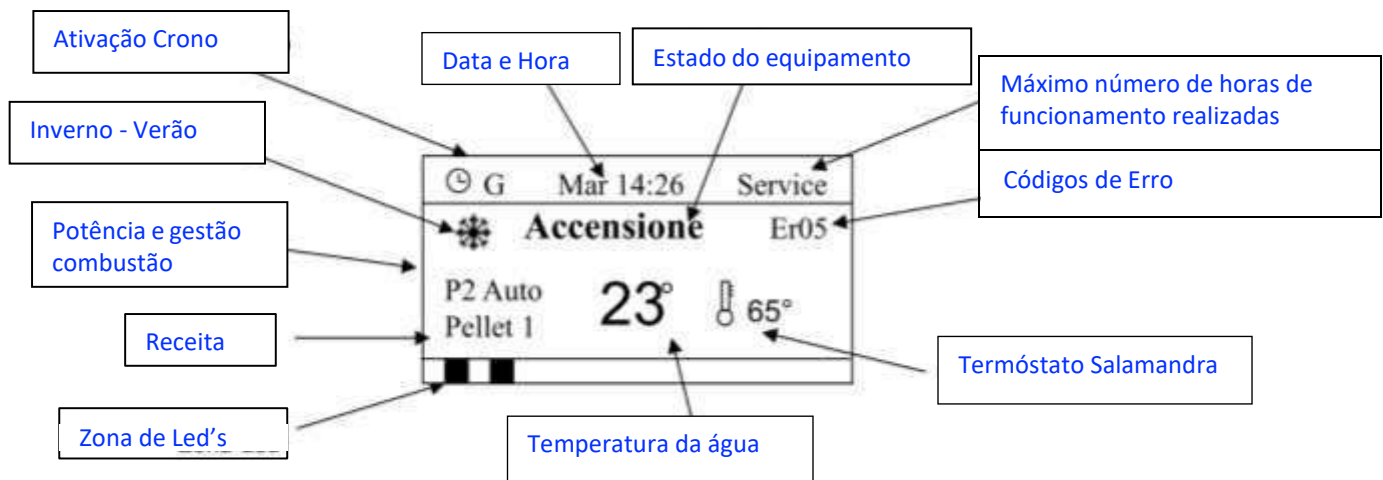 Ativação Crono
Data e Hora
Estado do equipamento
Máximo número de horas de
funcionamento realizadas
Inverno - Verão
Códigos de Erro
G Mar 14:26 Service
Accensione Er05
Potência e gestão
combustão
P2 Auto 23° 65°
Pellet 1
Receita
Termóstato Salamandra
Zona de Led's
Temperatura da água